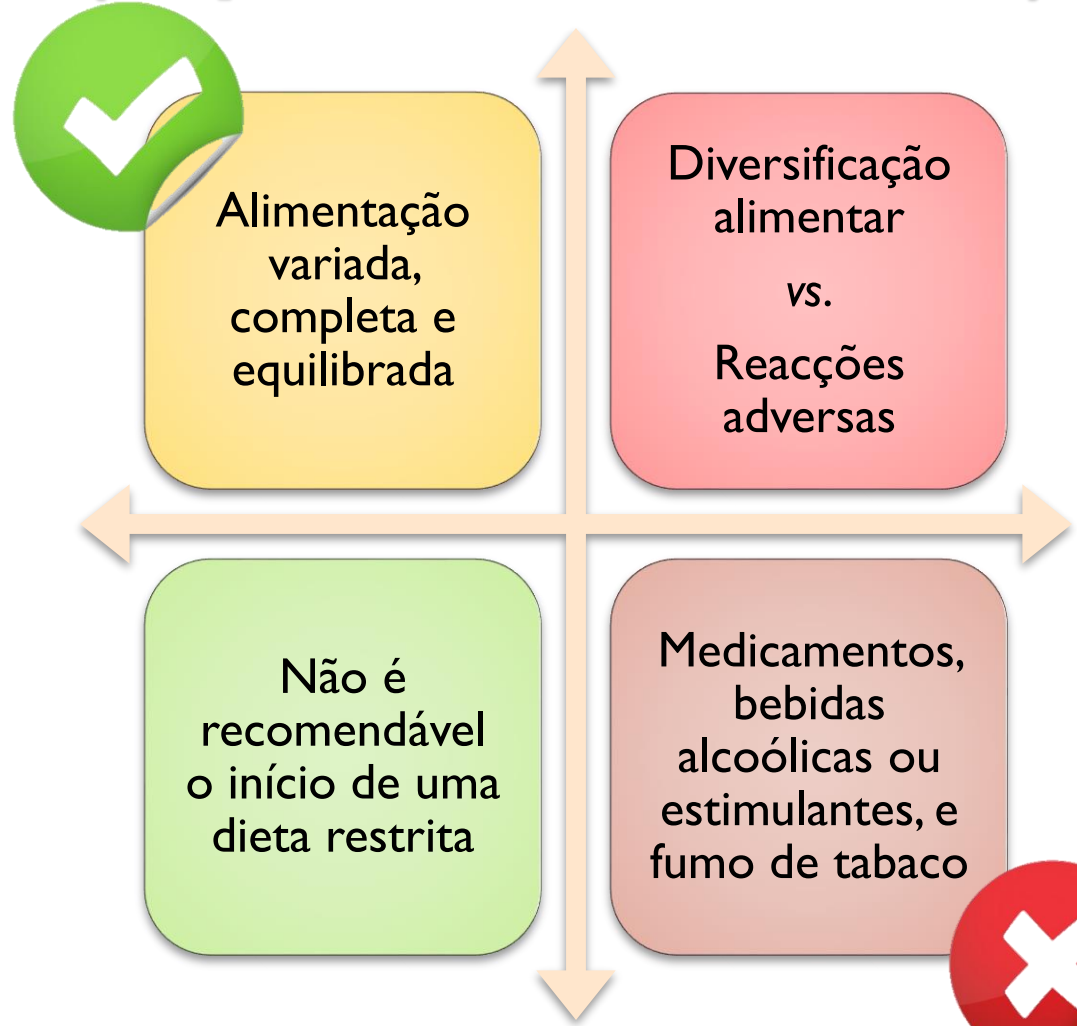 Alimentação
variada,
completa e
equilibrada
Diversificação
alimentar
vs.
Reacções
adversas
Não é
recomendável
o início de uma
dieta restrita
Medicamentos,
bebidas
alcoólicas ou
estimulantes, e
fumo de tabaco